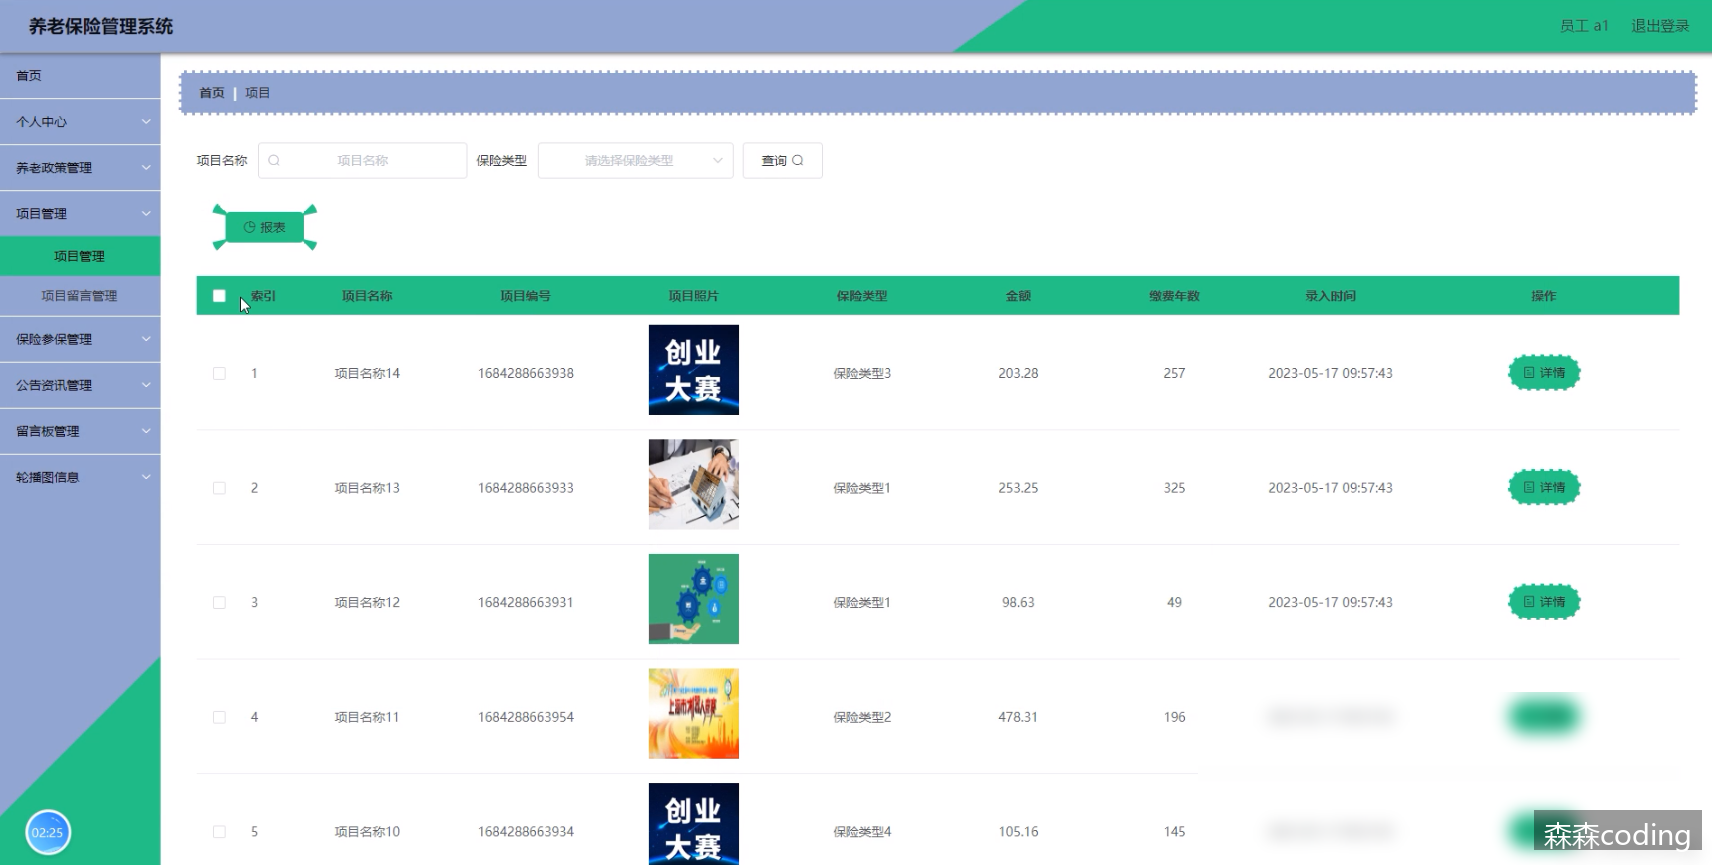 养老保险管理系统
员工 a1 退出登录
首页
个人中心
养老政策管理
项目管理
项目管理
项目留言管理
保险参保管理
公告资讯管理
留言板管理
轮播图信息
02:25
首页 | 项目
项目名称 项目名称 保险类型 请选择保险类型 查询
报表
索引 项目名称 项目编号 项目照片 保险类型 金额 缴费年数 录入时间 操作
创业
大赛
1 项目名称14 1684288663938 保险类型3 203.28 257 2023-05-17 09:57:43 详情
2 项目名称13 1684288663933 保险类型1 253.25 325 2023-05-17 09:57:43 详情
3 项目名称12 1684288663931 保险类型1 98.63 49 2023-05-17 09:57:43 详情
4 项目名称11 1684288663954 保险类型2 478.31 196
创业
大赛
5 项目名称10 1684288663934 保险类型4 105.16 145
森森coding